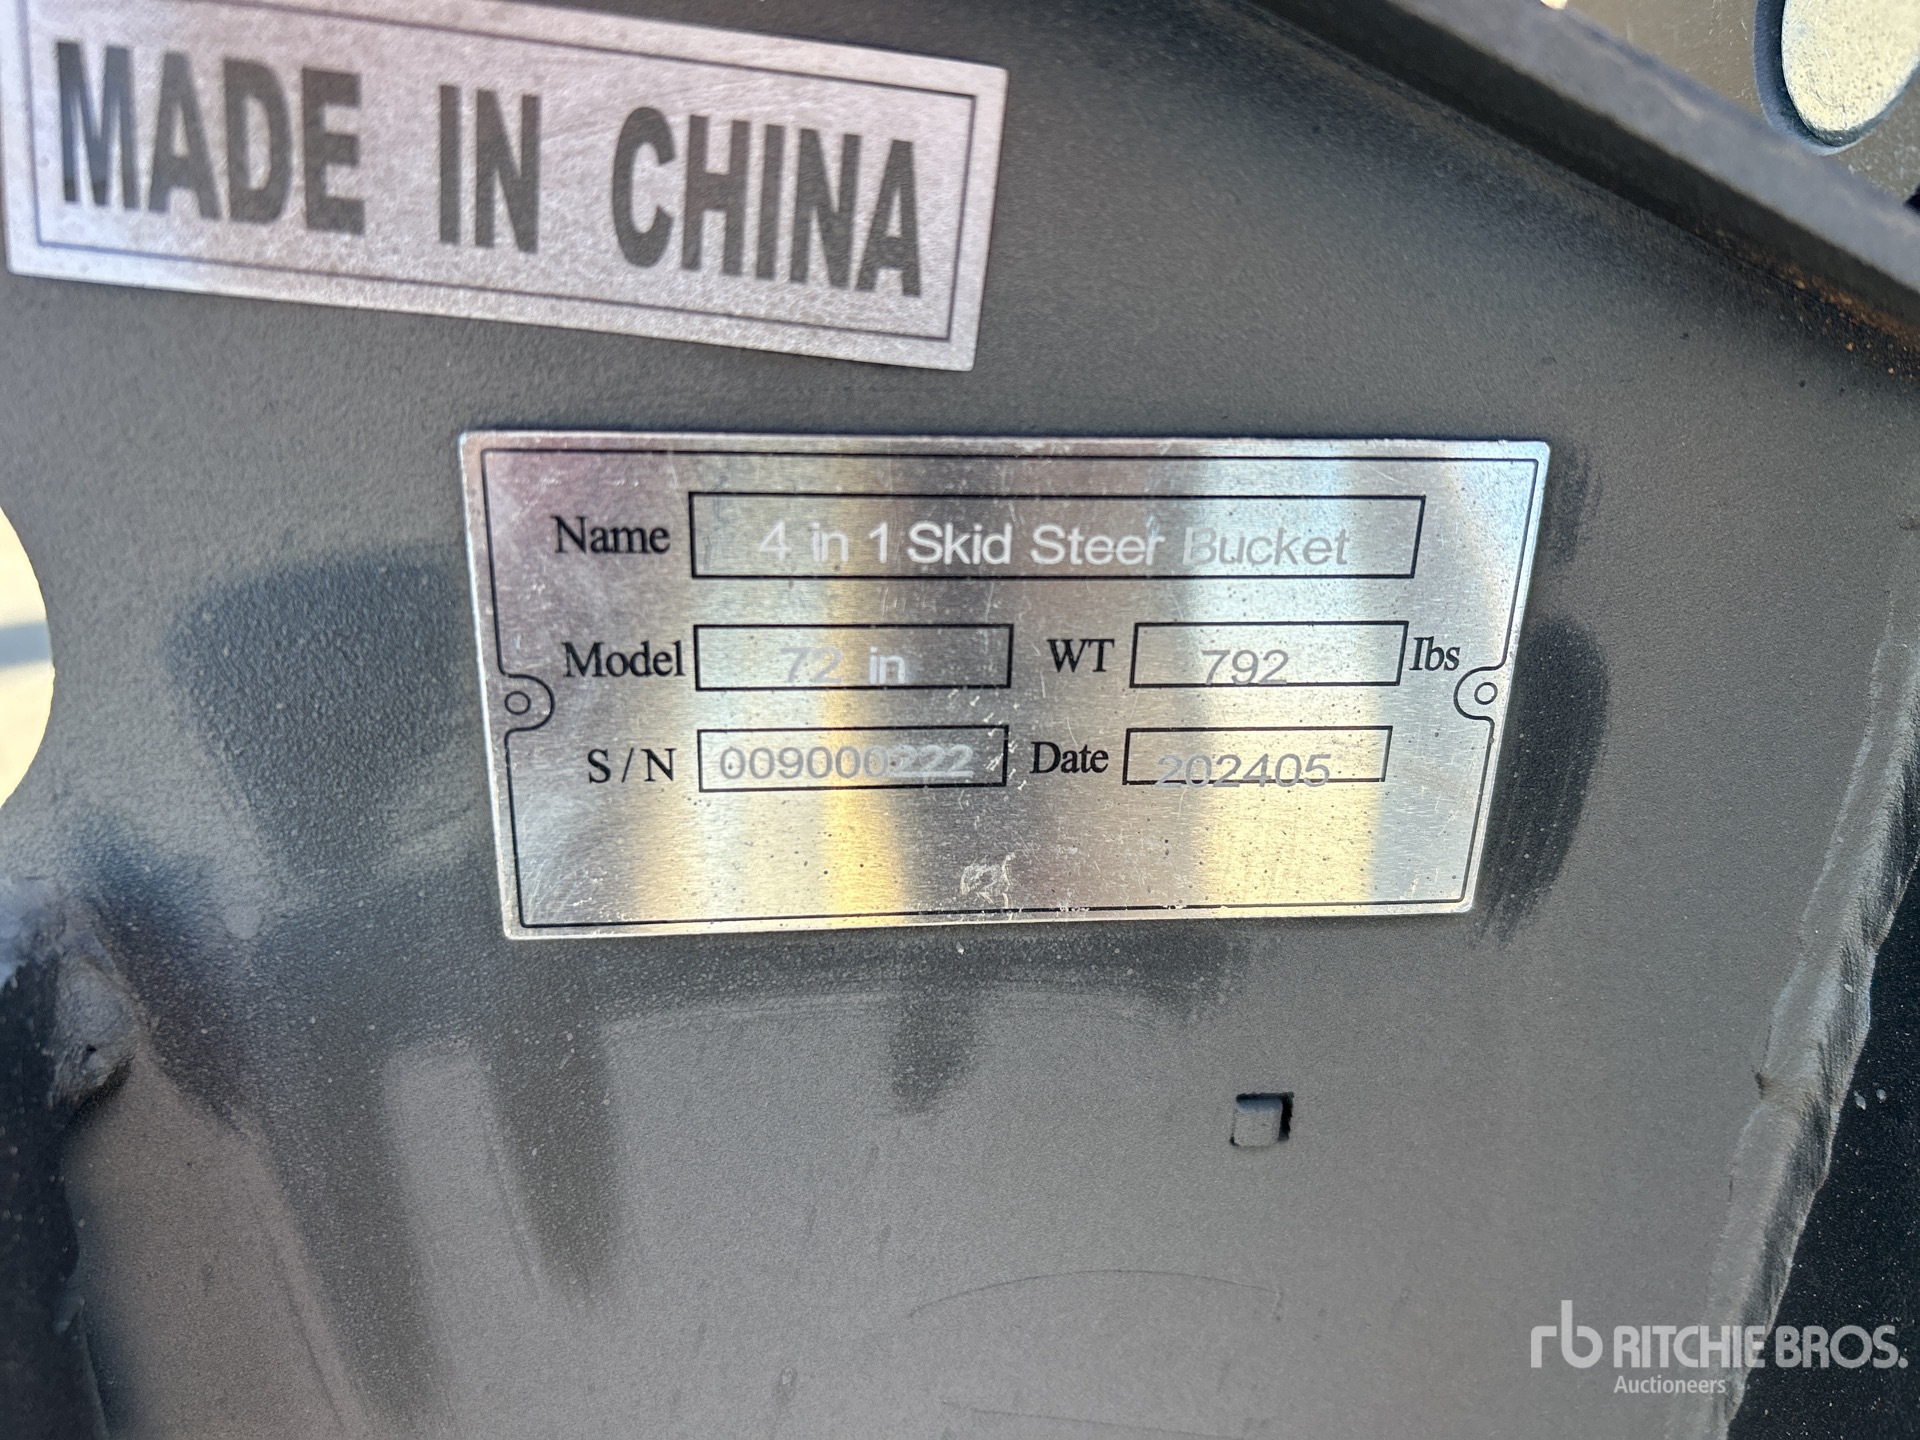 MADE IN CHINA
Name 4 in 1 Skid Steer Bucket
Model 72 in WT 792 lbs
S/N 009000222 Date 202405
rb RITCHIE BROS.
Auctioneers